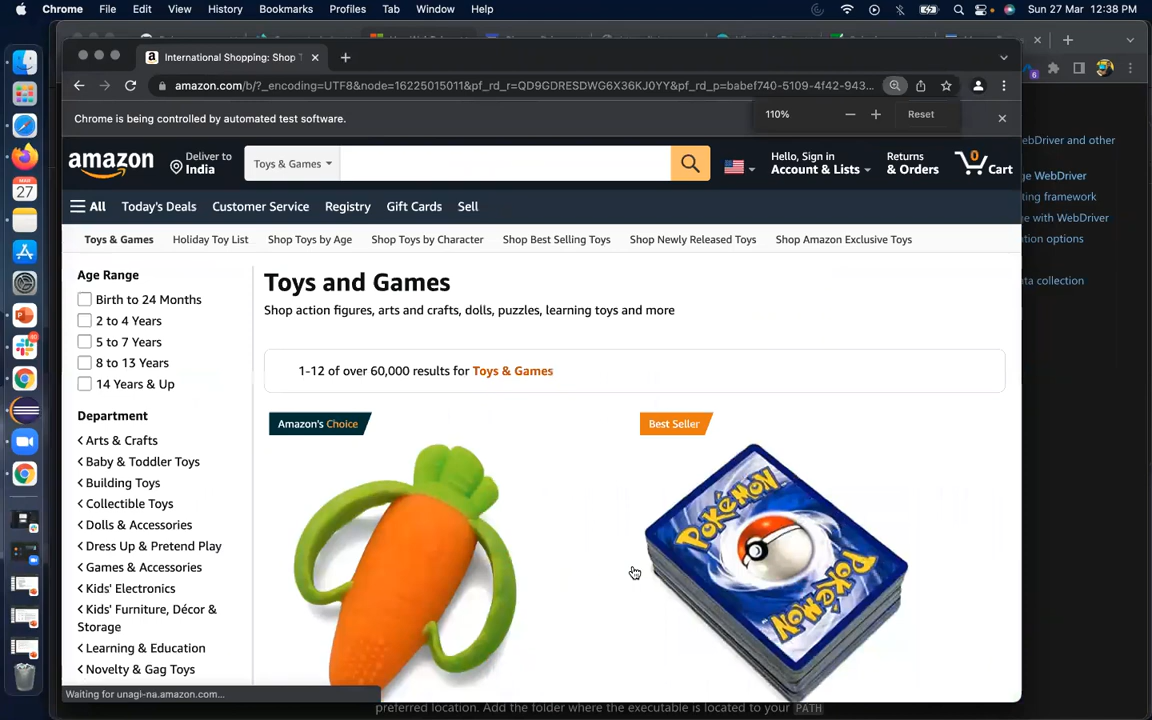 Chrome File Edit View History Bookmarks Profiles Tab Window Help Sun 27 Mar 12:38 PM
International Shopping: Shop T
amazon.com/b/?_encoding=UTF8&node=16225015011&pf_rd_r=QD9GDRESDWG6X36KJ0YY&pf_rd_p=babef740-5109-4f42-943...
Chrome is being controlled by automated test software.
110% Reset
amazon
Deliver to
India
Toys & Games
Hello, Sign in
Account & Lists
Returns
& Orders
0
Cart
All Today's Deals Customer Service Registry Gift Cards Sell
Toys & Games Holiday Toy List Shop Toys by Age Shop Toys by Character Shop Best Selling Toys Shop Newly Released Toys Shop Amazon Exclusive Toys
Age Range
Birth to 24 Months
2 to 4 Years
5 to 7 Years
8 to 13 Years
14 Years & Up
Department
Arts & Crafts
Baby & Toddler Toys
Building Toys
Collectible Toys
Dolls & Accessories
Dress Up & Pretend Play
Games & Accessories
Kids' Electronics
Kids' Furniture, Décor &
Storage
Learning & Education
Novelty & Gag Toys
Toys and Games
Shop action figures, arts and crafts, dolls, puzzles, learning toys and more
1-12 of over 60,000 results for Toys & Games
Amazon's Choice
Best Seller
POKéMON
POKéMON
Waiting for unagi-na.amazon.com...
ebDriver and other
ge WebDriver
ting framework
e with WebDriver
tion options
ata collection
preferred location. Add the folder where the executable is located to your PATH